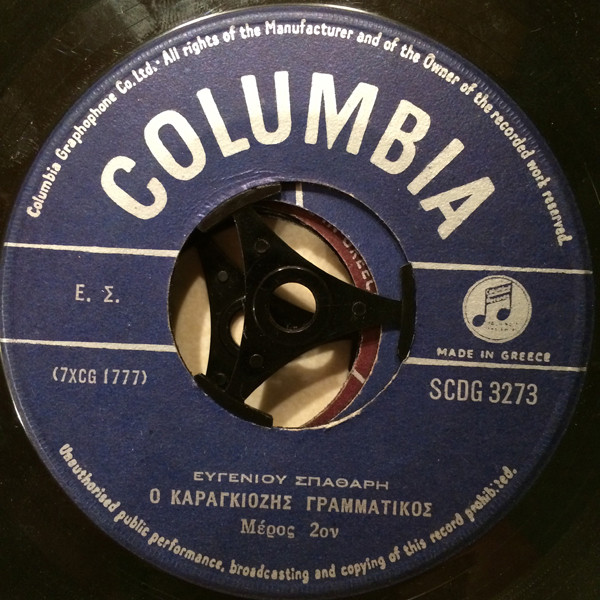 Columbia Graphophone Co. Ltd. · All rights of the Manufacturer and of the Owner of the recorded work reserved.
COLUMBIA
Ε. Σ.
MADE IN GREECE
(7XCG 1777)
SCDG 3273
ΕΥΓΕΝΙΟΥ ΣΠΑΘΑΡΗ
Ο ΚΑΡΑΓΚΙΟΖΗΣ ΓΡΑΜΜΑΤΙΚΟΣ
Μέρος 2ον
Unauthorised public performance, broadcasting and copying of this record prohibited.